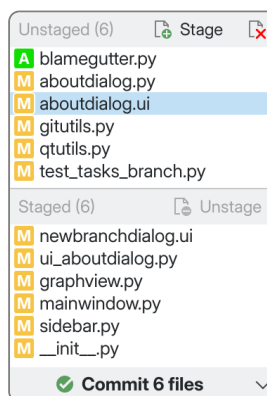 Unstaged (6) Stage
A blamegutter.py
M aboutdialog.py
M aboutdialog.ui
M gitutils.py
M qtutils.py
M test_tasks_branch.py
Staged (6) Unstage
M newbranchdialog.ui
M ui_aboutdialog.py
M graphview.py
M mainwindow.py
M sidebar.py
M __init__.py
Commit 6 files